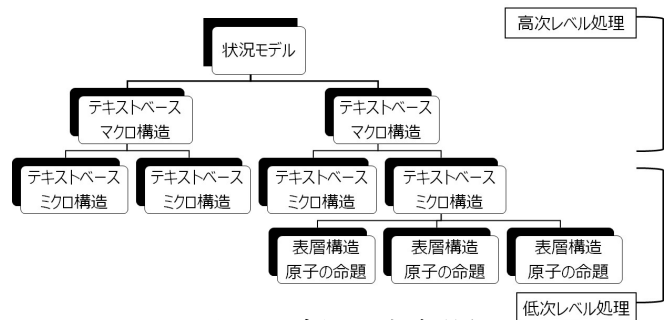 高次レベル処理
状況モデル
テキストベース
マクロ構造
テキストベース
マクロ構造
テキストベース
ミクロ構造
テキストベース
ミクロ構造
テキストベース
ミクロ構造
テキストベース
ミクロ構造
表層構造
原子の命題
表層構造
原子の命題
表層構造
原子の命題
低次レベル処理